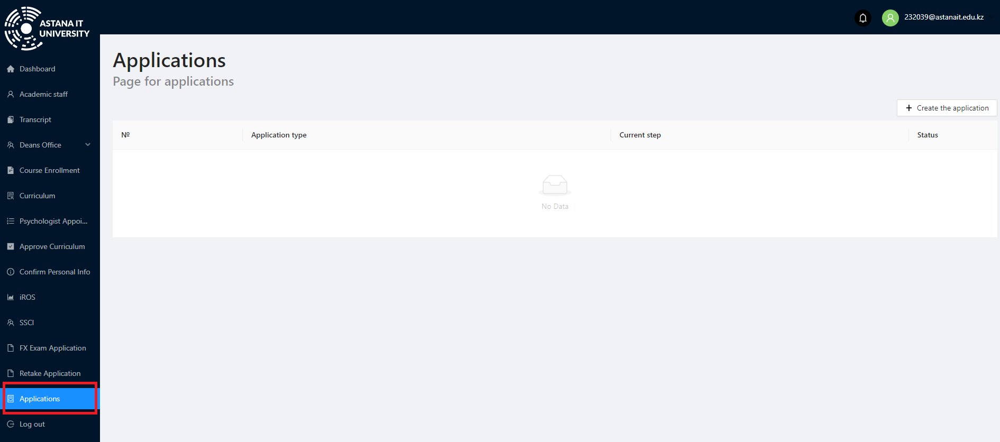 ASTANA IT
UNIVERSITY
232039@astanait.edu.kz
Dashboard
Academic staff
Transcript
Deans Office
Course Enrollment
Curriculum
Psychologist Appoi...
Approve Curriculum
Confirm Personal Info
iROS
SSCI
FX Exam Application
Retake Application
Applications
Log out
Applications
Page for applications
+ Create the application
№ Application type Current step Status
No Data